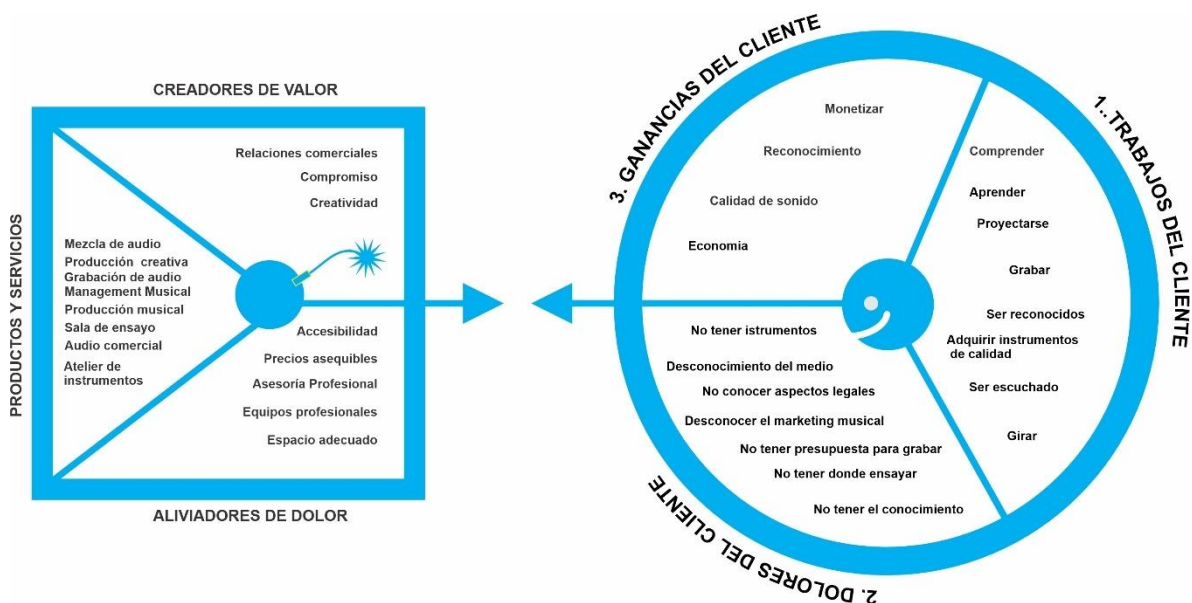 CREADORES DE VALOR
Relaciones comerciales
Compromiso
Creatividad
PRODUCTOS Y SERVICIOS
Mezcla de audio
Producción creativa
Grabación de audio
Management Musical
Producción musical
Sala de ensayo
Audio comercial
Atelier de
instrumentos
Accesibilidad
Precios asequibles
Asesoría Profesional
Equipos profesionales
Espacio adecuado
ALIVIADORES DE DOLOR
3. GANANCIAS DEL CLIENTE
Monetizar
Reconocimiento
Calidad de sonido
Economia
1..TRABAJOS DEL CLIENTE
Comprender
Aprender
Proyectarse
Grabar
Ser reconocidos
Adquirir instrumentos
de calidad
Ser escuchado
Girar
No tener istrumentos
Desconocimiento del medio
No conocer aspectos legales
Desconocer el marketing musical
No tener presupuesta para grabar
No tener donde ensayar
No tener el conocimiento
2. DOLORES DEL CLIENTE